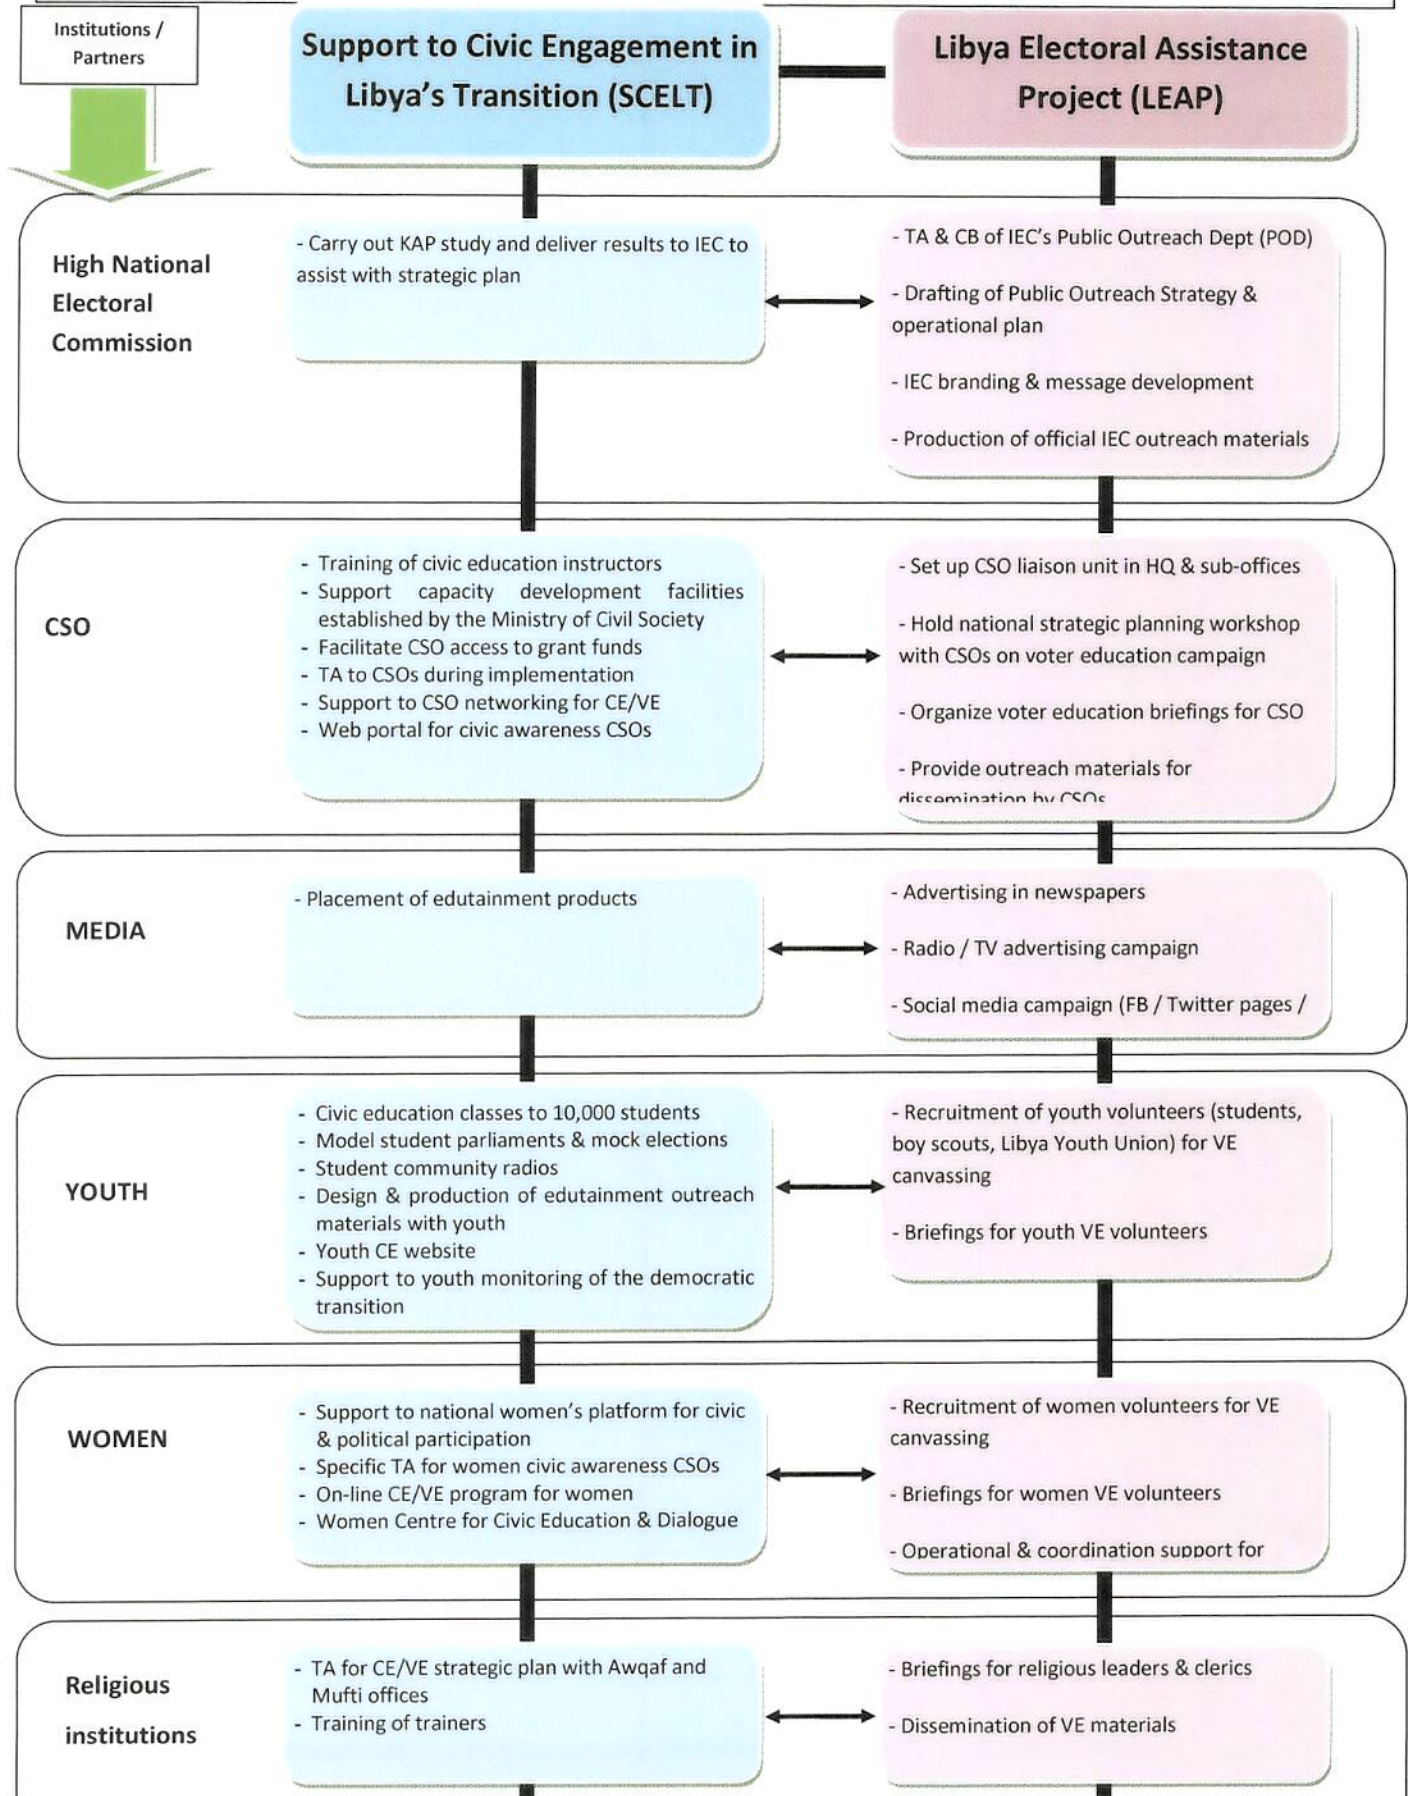 Institutions /
Partners
Support to Civic Engagement in
Libya's Transition (SCELT)
Libya Electoral Assistance
Project (LEAP)
High National
Electoral
Commission
- Carry out KAP study and deliver results to IEC to
assist with strategic plan
- TA & CB of IEC's Public Outreach Dept (POD)
- Drafting of Public Outreach Strategy &
operational plan
- IEC branding & message development
- Production of official IEC outreach materials
CSO
- Training of civic education instructors
- Support capacity development facilities
established by the Ministry of Civil Society
- Facilitate CSO access to grant funds
- TA to CSOs during implementation
- Support to CSO networking for CE/VE
- Web portal for civic awareness CSOs
- Set up CSO liaison unit in HQ & sub-offices
- Hold national strategic planning workshop
with CSOs on voter education campaign
- Organize voter education briefings for CSO
- Provide outreach materials for
dissemination by CSOs
MEDIA
- Placement of edutainment products
- Advertising in newspapers
- Radio / TV advertising campaign
- Social media campaign (FB / Twitter pages /
YOUTH
- Civic education classes to 10,000 students
- Model student parliaments & mock elections
- Student community radios
- Design & production of edutainment outreach
materials with youth
- Youth CE website
- Support to youth monitoring of the democratic
transition
- Recruitment of youth volunteers (students,
boy scouts, Libya Youth Union) for VE
canvassing
- Briefings for youth VE volunteers
WOMEN
- Support to national women's platform for civic
& political participation
- Specific TA for women civic awareness CSOs
- On-line CE/VE program for women
- Women Centre for Civic Education & Dialogue
- Recruitment of women volunteers for VE
canvassing
- Briefings for women VE volunteers
- Operational & coordination support for
Religious
institutions
- TA for CE/VE strategic plan with Awqaf and
Mufti offices
- Training of trainers
- Briefings for religious leaders & clerics
- Dissemination of VE materials